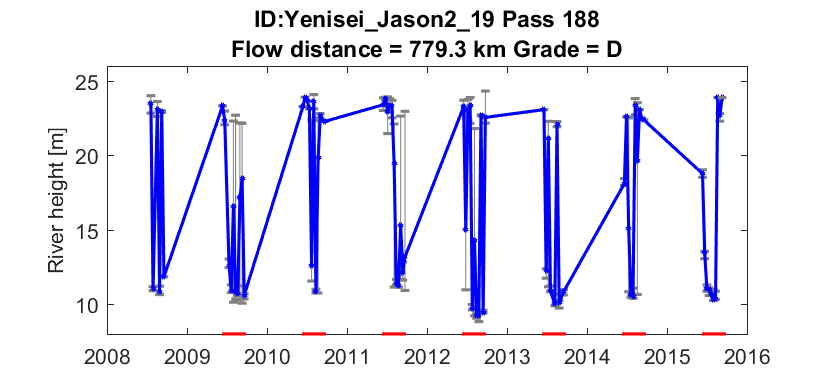 ID:Yenisei_Jason2_19 Pass 188
Flow distance = 779.3 km Grade = D
River height [m]
25
20
15
10
2008 2009 2010 2011 2012 2013 2014 2015 2016